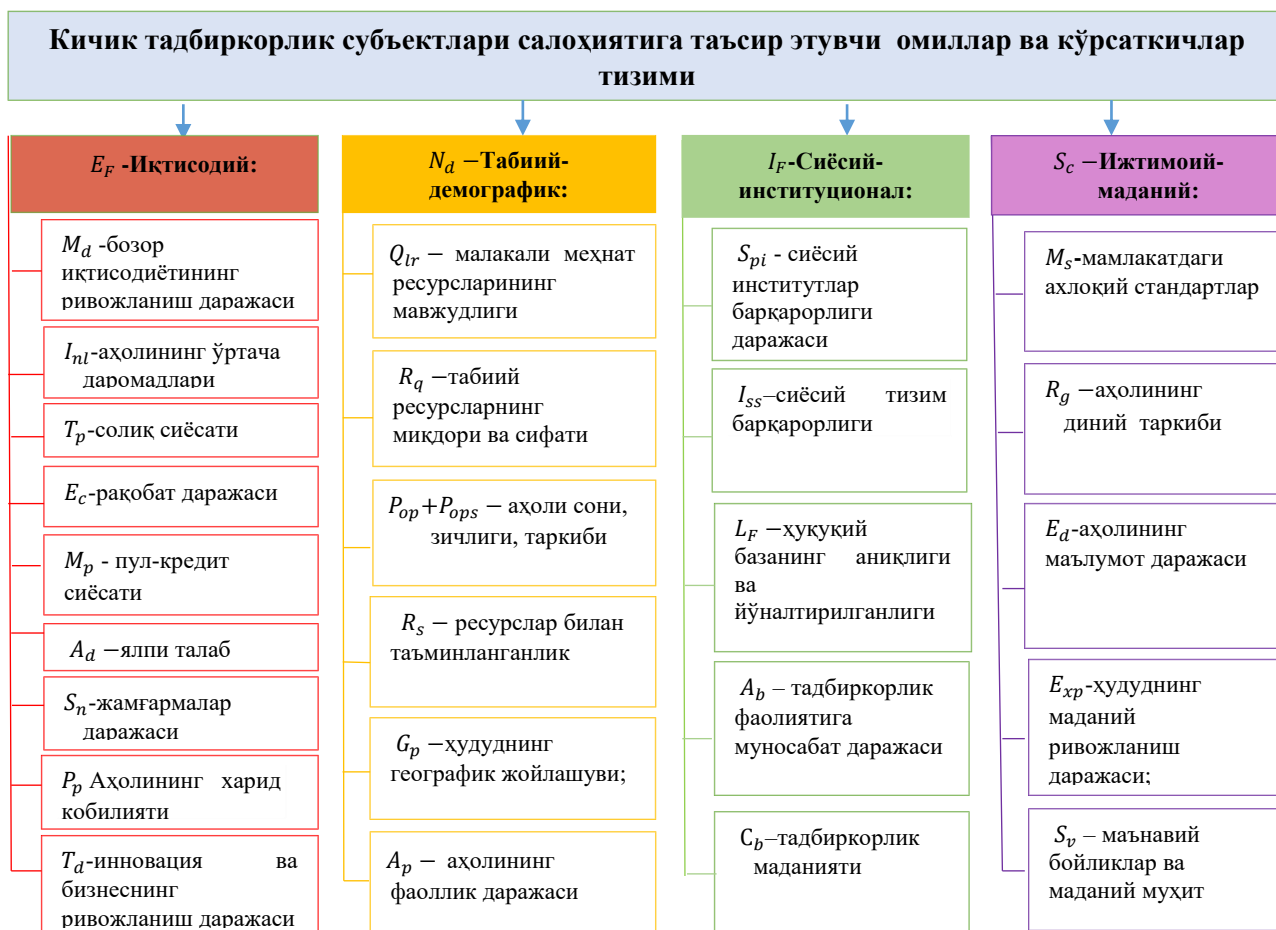 Кичик тадбиркорлик субъектлари салоҳиятига таъсир этувчи омиллар ва кўрсаткичлар
тизими
E_F -Иқтисодий:
M_d -бозор
иқтисодиётининг
ривожланиш даражаси
I_nl-аҳолининг ўртача
даромадлари
T_p-солиқ сиёсати
E_c-рақобат даражаси
M_p - пул-кредит
сиёсати
A_d –ялпи талаб
S_n-жамғармалар
даражаси
P_p Аҳолининг харид
кобилияти
T_d-инновация ва
бизнеснинг
ривожланиш даражаси
N_d –Табиий-
демографик:
Q_lr – малакали меҳнат
ресурсларининг
мавжудлиги
R_q –табиий
ресурсларнинг
миқдори ва сифати
P_op+P_ops – аҳоли сони,
зичлиги, таркиби
R_s – ресурслар билан
таъминланганлик
G_p –ҳудуднинг
географик жойлашуви;
A_p – аҳолининг
фаоллик даражаси
I_F-Сиёсий-
институционал:
S_pi - сиёсий
институтлар
барқарорлиги
даражаси
I_ss–сиёсий тизим
барқарорлиги
L_F –ҳуқуқий
базанинг аниқлиги
ва
йўналтирилганлиги
A_b – тадбиркорлик
фаолиятига
муносабат даражаси
C_b–тадбиркорлик
маданияти
S_c –Ижтимоий-
маданий:
M_s-мамлакатдаги
ахлоқий стандартлар
R_g –аҳолининг
диний таркиби
E_d-аҳолининг
маълумот даражаси
E_xp-ҳудуднинг
маданий
ривожланиш
даражаси;
S_v – маънавий
бойликлар ва
маданий муҳит